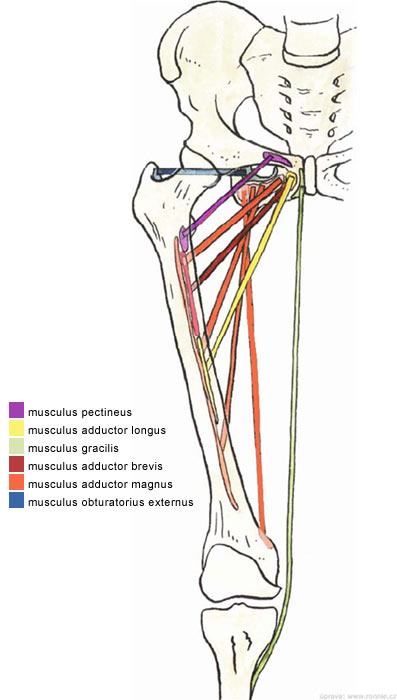 musculus pectineus
musculus adductor longus
musculus gracilis
musculus adductor brevis
musculus adductor magnus
musculus obturatorius externus
úprava: www.ronnie.cz